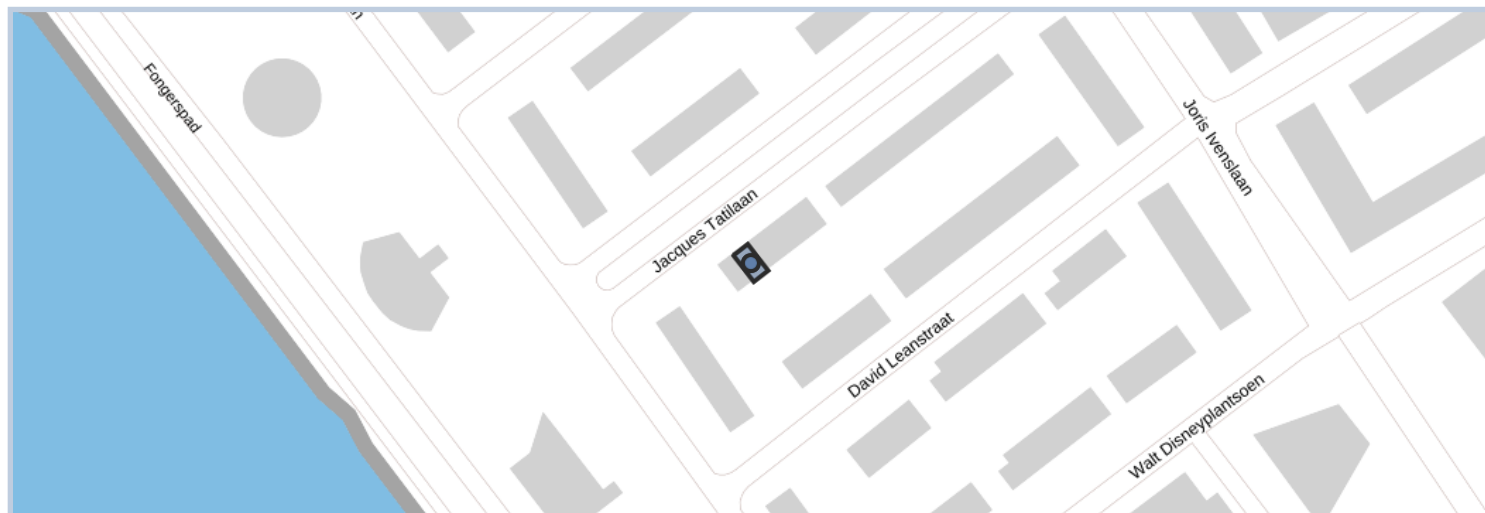 Fongerspad
Joris Ivenslaan
Jacques Tatilaan
David Leanstraat
Walt Disneyplantsoen